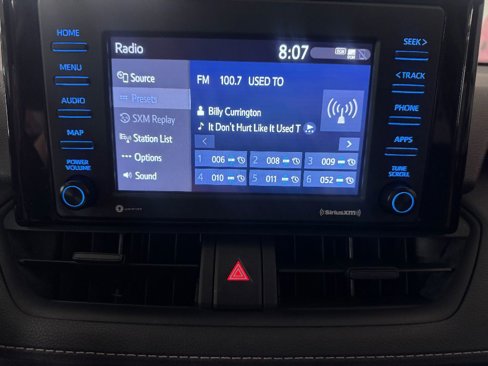 HOME
MENU
AUDIO
MAP
POWER
VOLUME
Radio
8:07
Source
Presets
SXM Replay
Station List
Options
Sound
FM 100.7 USED TO
Billy Currington
It Don't Hurt Like It Used T
<
>
1 006
2 008
3 009
4 010
5 011
6 052
SEEK >
< TRACK
PHONE
APPS
TUNE
SCROLL
SiriusXM